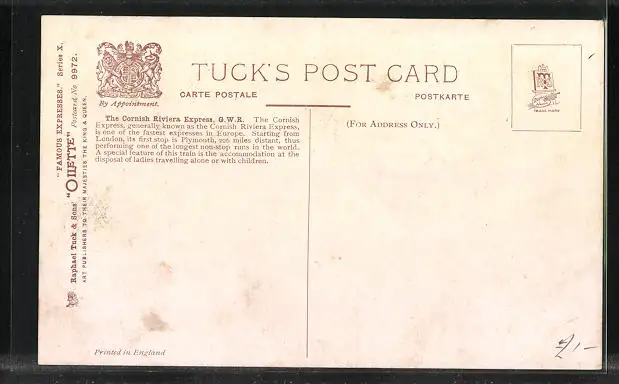 "FAMOUS EXPRESSES." Series X.
Raphael Tuck & Sons' "OILETTE" Postcard No 9972.
ART PUBLISHERS TO THEIR MAJESTIES THE KING & QUEEN.
By Appointment.
TUCK'S POST CARD
CARTE POSTALE
POSTKARTE
The Cornish Riviera Express, G.W.R. The Cornish
Express, generally known as the Cornish Riviera Express,
is one of the fastest expresses in Europe. Starting from
London, its first stop is Plymouth, 226 miles distant, thus
performing one of the longest non-stop runs in the world.
A special feature of this train is the accommodation at the
disposal of ladies travelling alone or with children.
(FOR ADDRESS ONLY.)
TRADE MARK
Printed in England